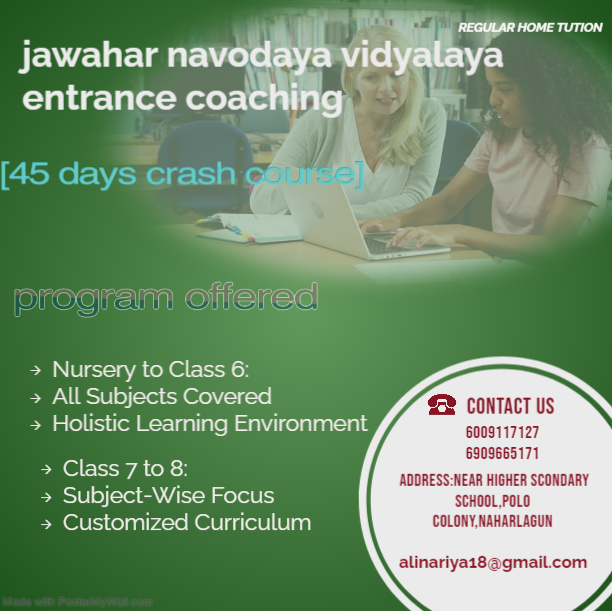 REGULAR HOME TUTION
jawahar navodaya vidyalaya
entrance coaching
[45 days crash course]
program offered
→ Nursery to Class 6:
→ All Subjects Covered
→ Holistic Learning Environment
→ Class 7 to 8:
→ Subject-Wise Focus
→ Customized Curriculum
CONTACT US
6009117127
6909665171
ADDRESS:NEAR HIGHER SCONDARY
SCHOOL,POLO
COLONY,NAHARLAGUN
alinariya18@gmail.com
Made with PosterMyWall.com